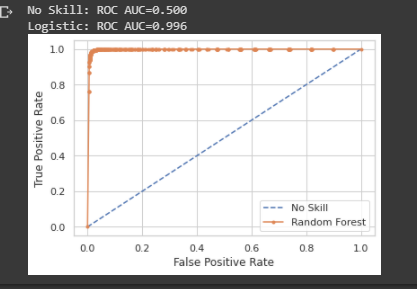 No Skill: ROC AUC=0.500
Logistic: ROC AUC=0.996
1.0
0.8
0.6
0.4
0.2
0.0
True Positive Rate
No Skill
Random Forest
0.0 0.2 0.4 0.6 0.8 1.0
False Positive Rate